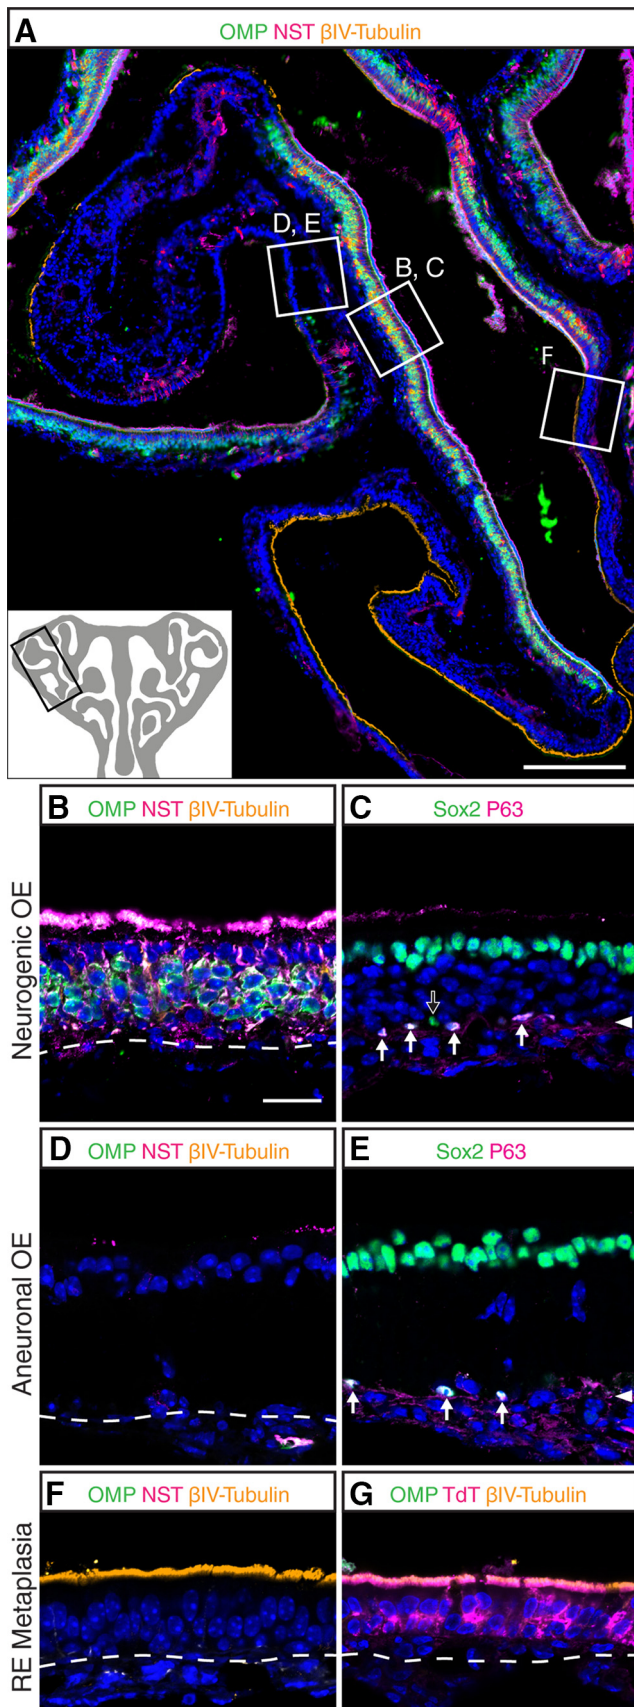 A OMP NST βIV-Tubulin
D, E
B, C
F
B OMP NST βIV-Tubulin
C Sox2 P63
Neurogenic OE
D OMP NST βIV-Tubulin
E Sox2 P63
Aneuronal OE
F OMP NST βIV-Tubulin
G OMP TdT βIV-Tubulin
RE Metaplasia